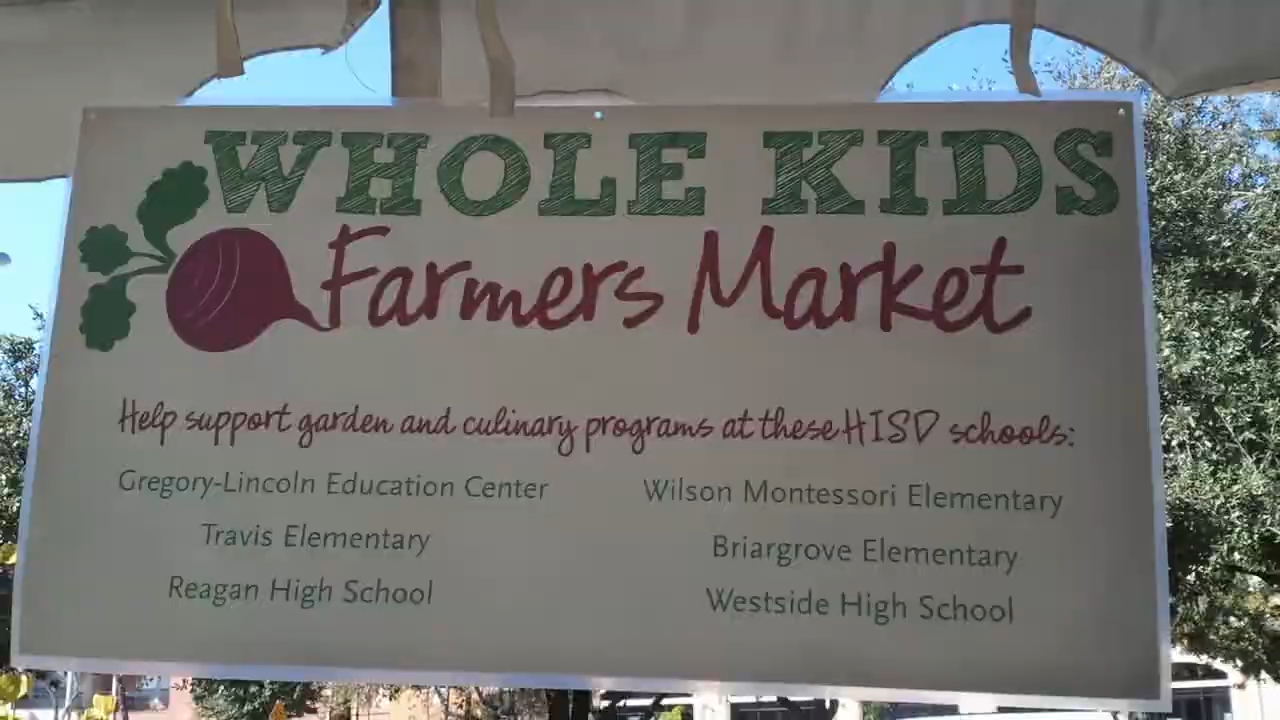 WHOLE KIDS
Farmers Market
Help support garden and culinary programs at these HISD schools:
Gregory-Lincoln Education Center
Wilson Montessori Elementary
Travis Elementary
Briargrove Elementary
Reagan High School
Westside High School